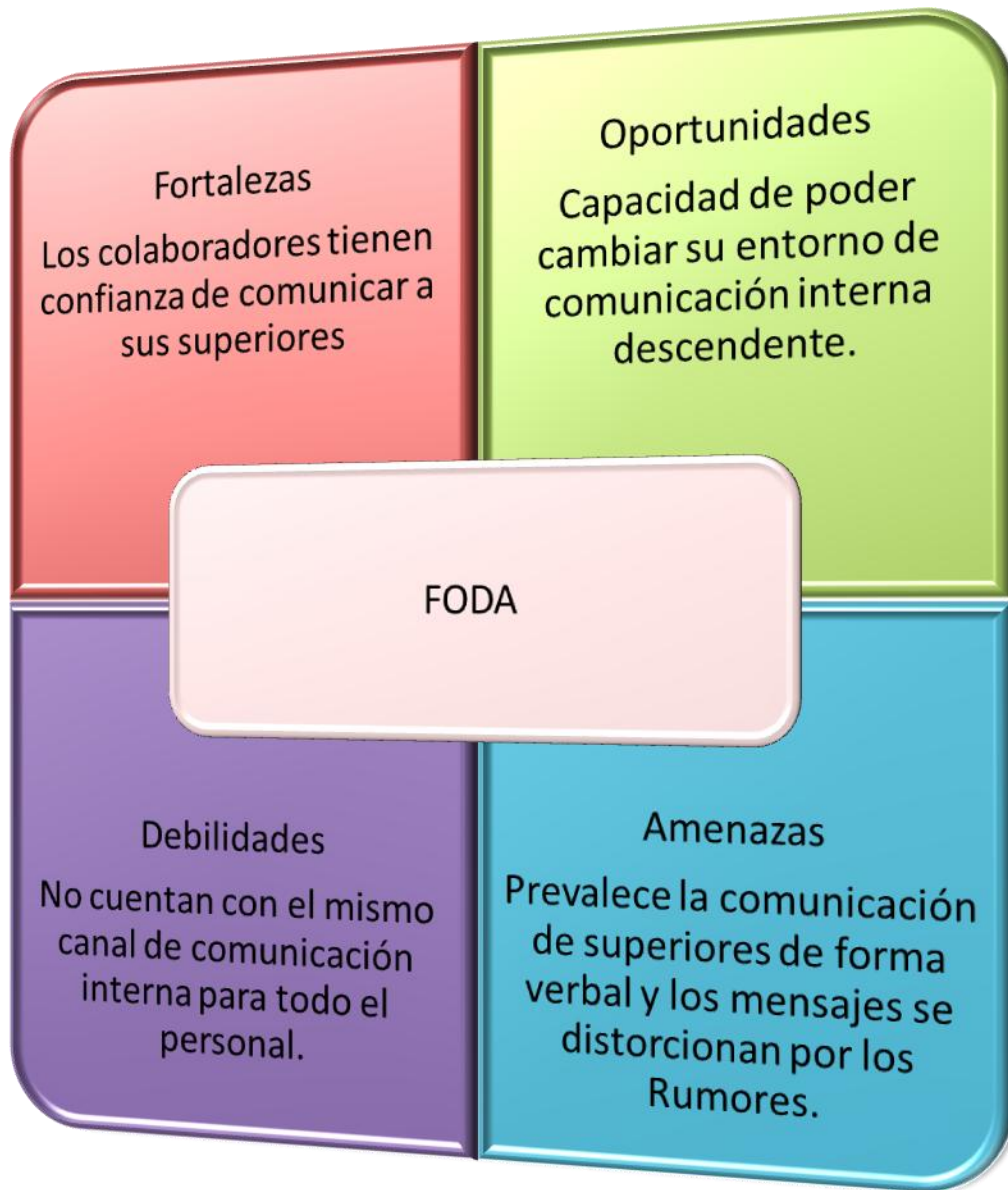 Fortalezas
Los colaboradores tienen
confianza de comunicar a
sus superiores
Oportunidades
Capacidad de poder
cambiar su entorno de
comunicación interna
descendente.
FODA
Debilidades
No cuentan con el mismo
canal de comunicación
interna para todo el
personal.
Amenazas
Prevalece la comunicación
de superiores de forma
verbal y los mensajes se
distorcionan por los
Rumores.